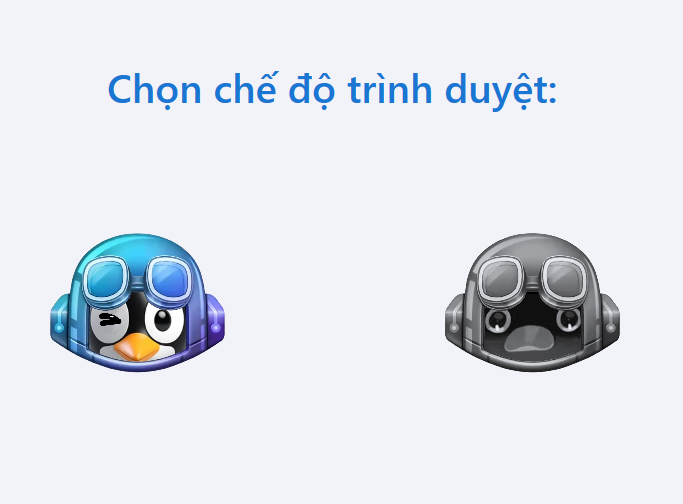 Chọn chế độ trình duyệt: